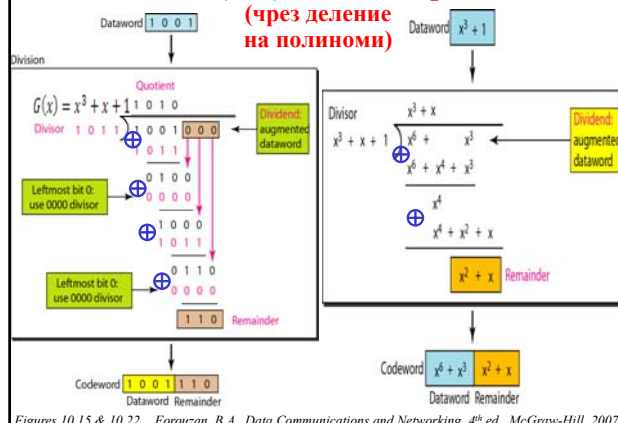 (чрез деление
на полиноми)
Dataword 1 0 0 1
Division
Quotient
G(x) = x³ + x + 1 1 0 1 0
Divisor 1 0 1 1 1 0 0 1 0 0 0
1 0 1 1
Dividend:
augmented
dataword
Leftmost bit 0:
use 0000 divisor
0 1 0 0
0 0 0 0
1 0 0 0
1 0 1 1
Leftmost bit 0:
use 0000 divisor
0 1 1 0
0 0 0 0
1 1 0 Remainder
Codeword 1 0 0 1 1 1 0
Dataword Remainder
Dataword x³ + 1
Divisor x³ + x
x³ + x + 1 x⁶ + x³
x⁶ + x⁴ + x³
Dividend:
augmented
dataword
x⁴
x⁴ + x² + x
x² + x Remainder
Codeword x⁶ + x³ x² + x
Dataword Remainder
Figures 10.15 & 10.22 Forouzan, B.A. Data Communications and Networking, 4th ed., McGraw-Hill, 2007